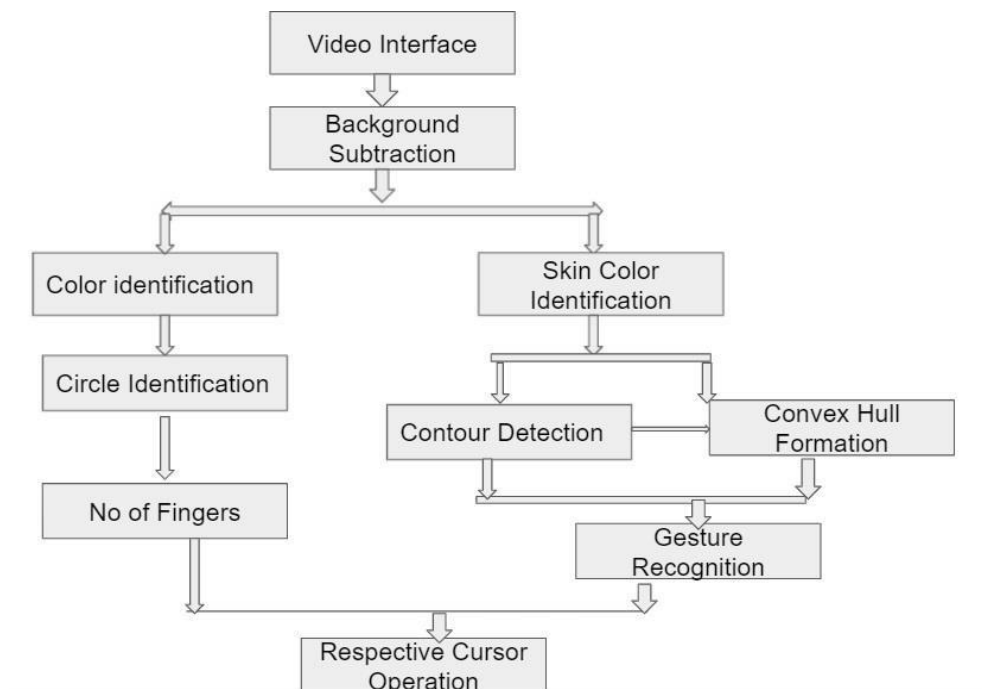 Video Interface
Background
Subtraction
Color identification
Skin Color
Identification
Circle Identification
Contour Detection
Convex Hull
Formation
No of Fingers
Gesture
Recognition
Respective Cursor
Operation